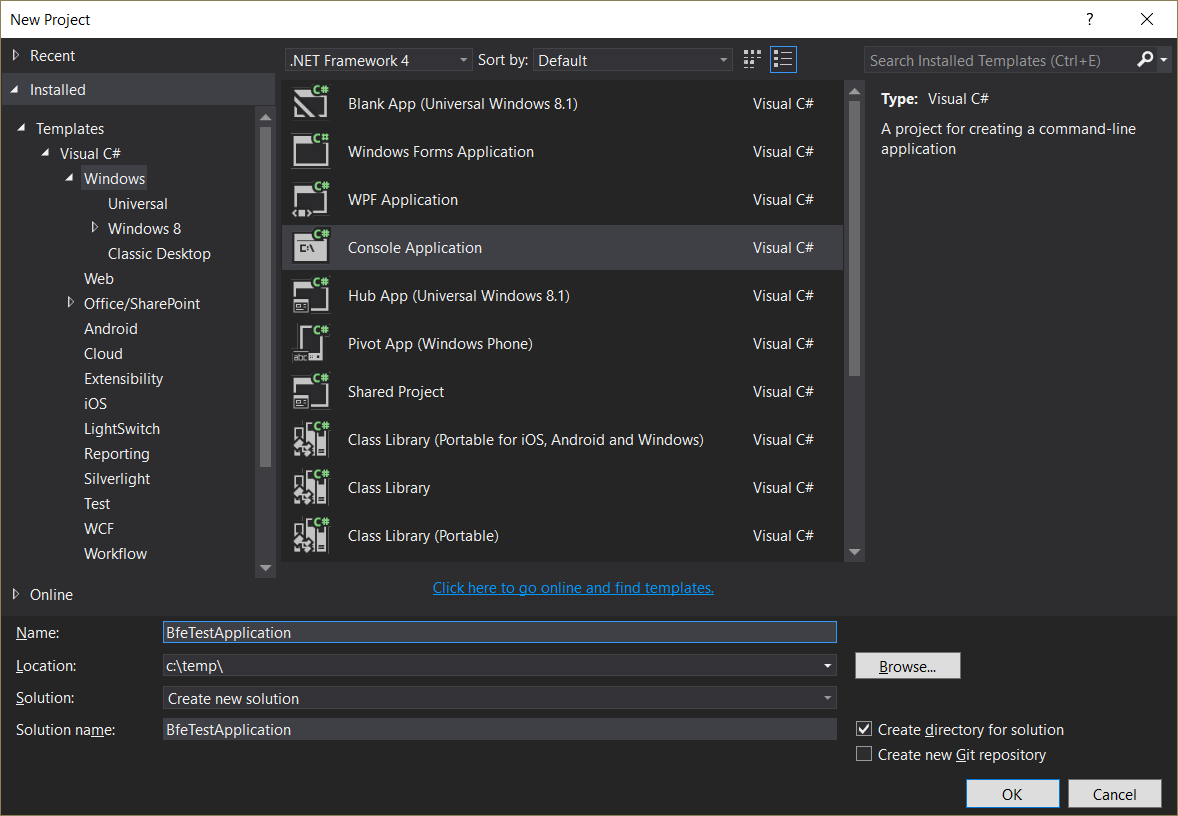 New Project
?
Recent
Installed
Templates
Visual C#
Windows
Universal
Windows 8
Classic Desktop
Web
Office/SharePoint
Android
Cloud
Extensibility
iOS
LightSwitch
Reporting
Silverlight
Test
WCF
Workflow
Online
.NET Framework 4 Sort by: Default
Blank App (Universal Windows 8.1) Visual C#
Windows Forms Application Visual C#
WPF Application Visual C#
Console Application Visual C#
Hub App (Universal Windows 8.1) Visual C#
Pivot App (Windows Phone) Visual C#
Shared Project Visual C#
Class Library (Portable for iOS, Android and Windows) Visual C#
Class Library Visual C#
Class Library (Portable) Visual C#
Click here to go online and find templates.
Search Installed Templates (Ctrl+E)
Type: Visual C#
A project for creating a command-line
application
Name: BfeTestApplication
Location: c:\temp\ Browse...
Solution: Create new solution
Solution name: BfeTestApplication
Create directory for solution
Create new Git repository
OK Cancel